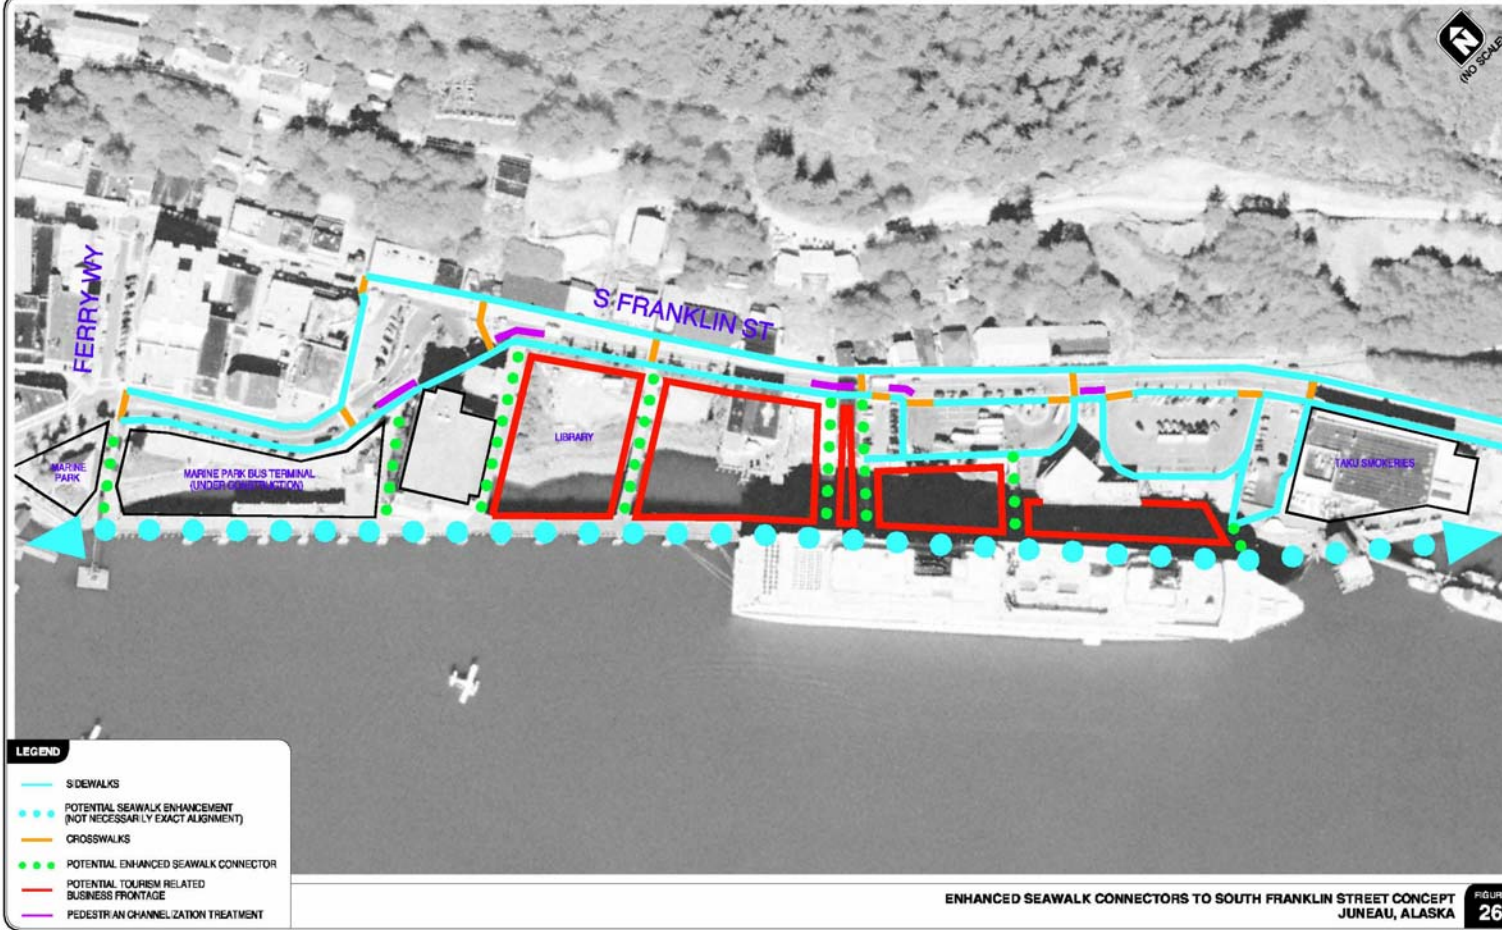 N
(NO SCALE)
FERRY WY
S FRANKLIN ST
LIBRARY
MARINE
PARK
MARINE PARK BUS TERMINAL
(UNDER CONSTRUCTION)
TAKU SMOKERIES
LEGEND
SIDEWALKS
POTENTIAL SEAWALK ENHANCEMENT
(NOT NECESSARILY EXACT ALIGNMENT)
CROSSWALKS
POTENTIAL ENHANCED SEAWALK CONNECTOR
POTENTIAL TOURISM RELATED
BUSINESS FRONTAGE
PEDESTRIAN CHANNELIZATION TREATMENT
ENHANCED SEAWALK CONNECTORS TO SOUTH FRANKLIN STREET CONCEPT
JUNEAU, ALASKA
FIGUR
26